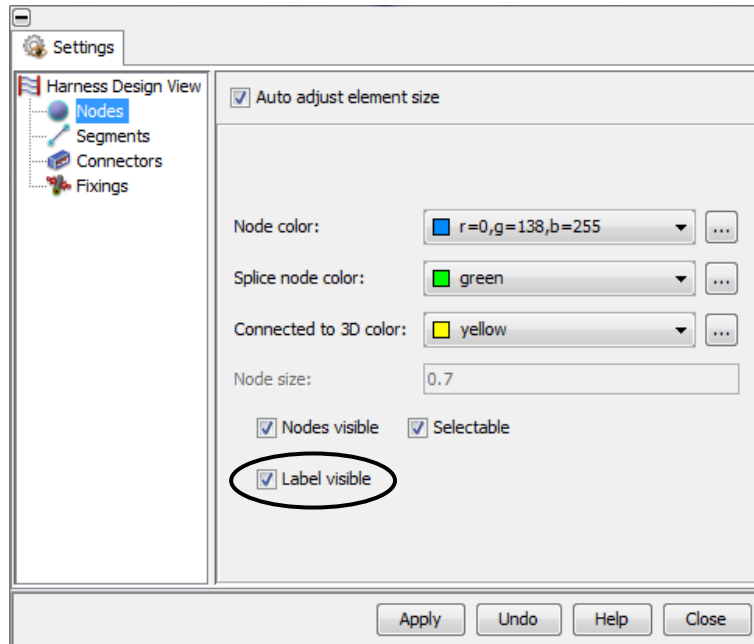 Settings
Harness Design View
Nodes
Segments
Connectors
Fixings
Auto adjust element size
Node color: r=0,g=138,b=255 ...
Splice node color: green ...
Connected to 3D color: yellow ...
Node size: 0.7
Nodes visible Selectable
Label visible
Apply Undo Help Close